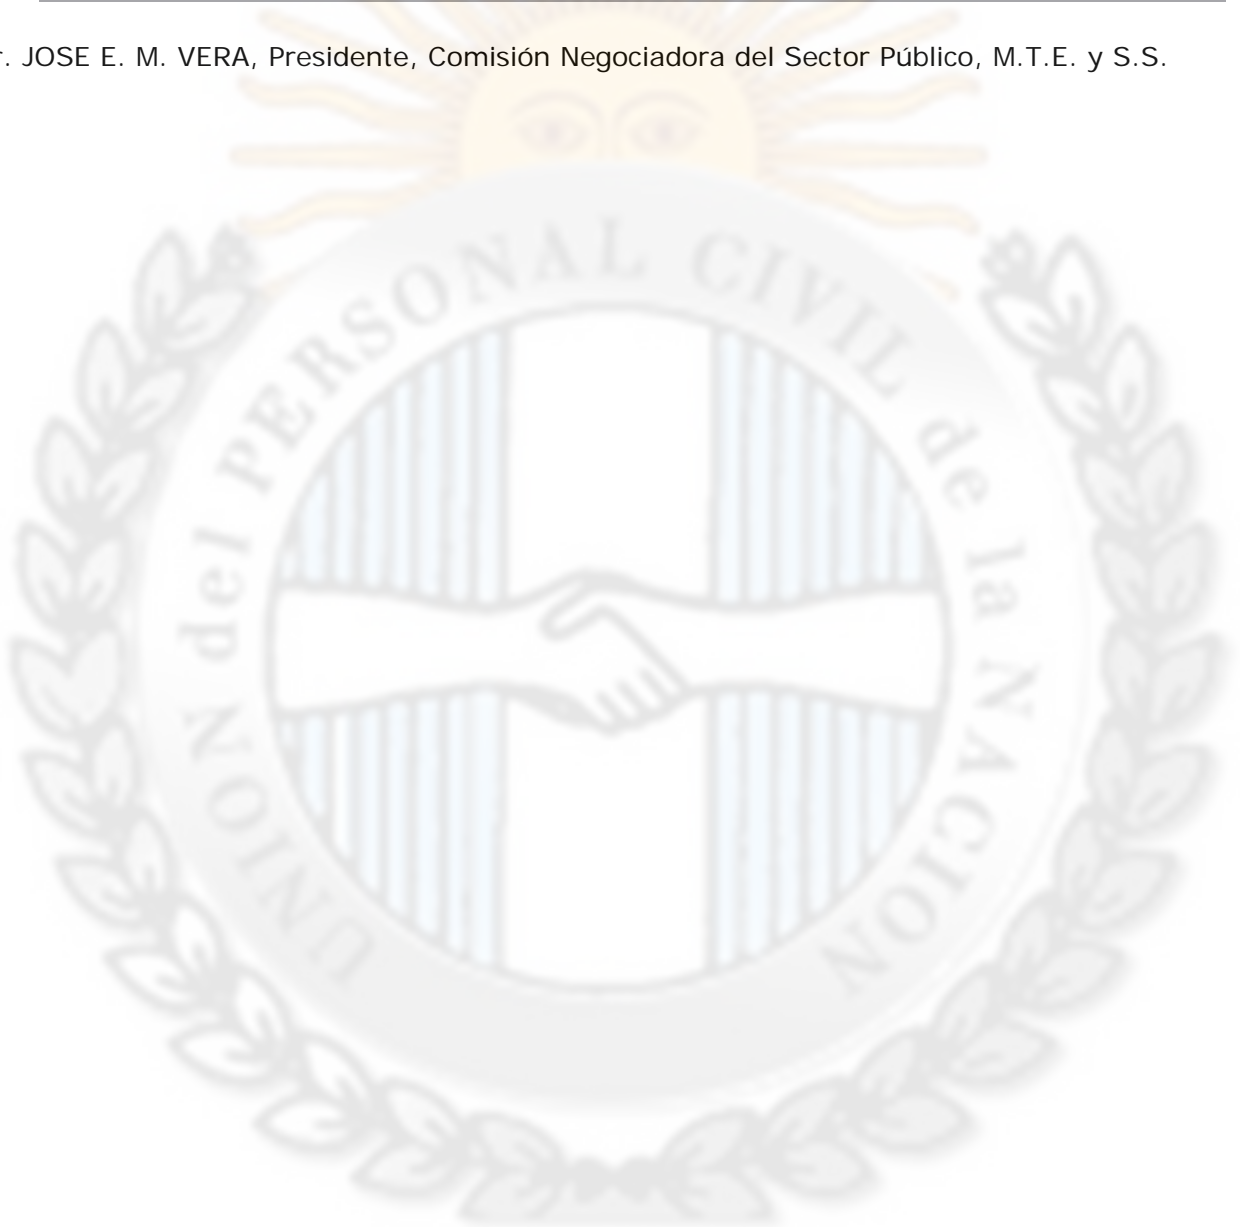 r. JOSE E. M. VERA, Presidente, Comisión Negociadora del Sector Público, M.T.E. y S.S.
UNION del PERSONAL CIVIL de la NACION